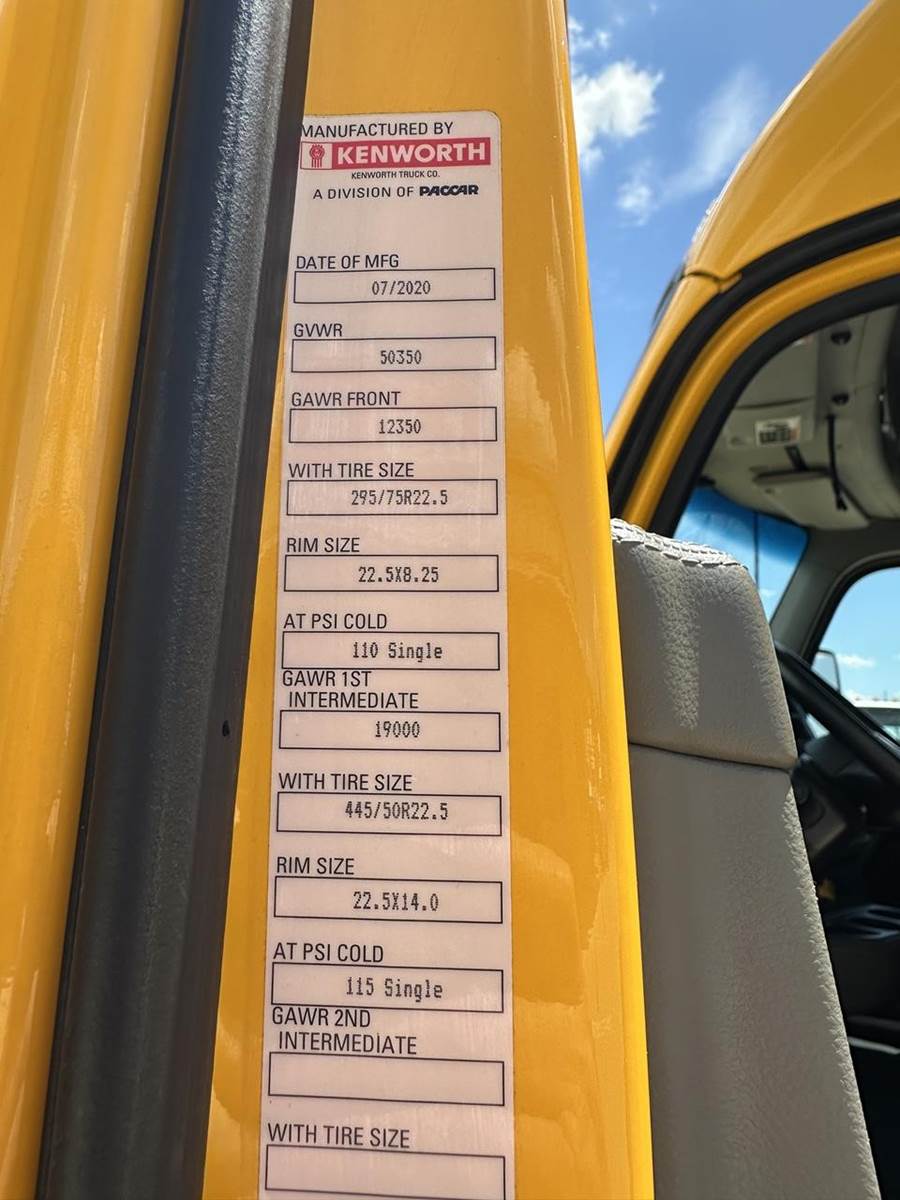 MANUFACTURED BY
KENWORTH
KENWORTH TRUCK CO.
A DIVISION OF PACCAR
DATE OF MFG
07/2020
GVWR
50350
GAWR FRONT
12350
WITH TIRE SIZE
295/75R22.5
RIM SIZE
22.5X8.25
AT PSI COLD
110 Single
GAWR 1ST
INTERMEDIATE
19000
WITH TIRE SIZE
445/50R22.5
RIM SIZE
22.5X14.0
AT PSI COLD
115 Single
GAWR 2ND
INTERMEDIATE
WITH TIRE SIZE